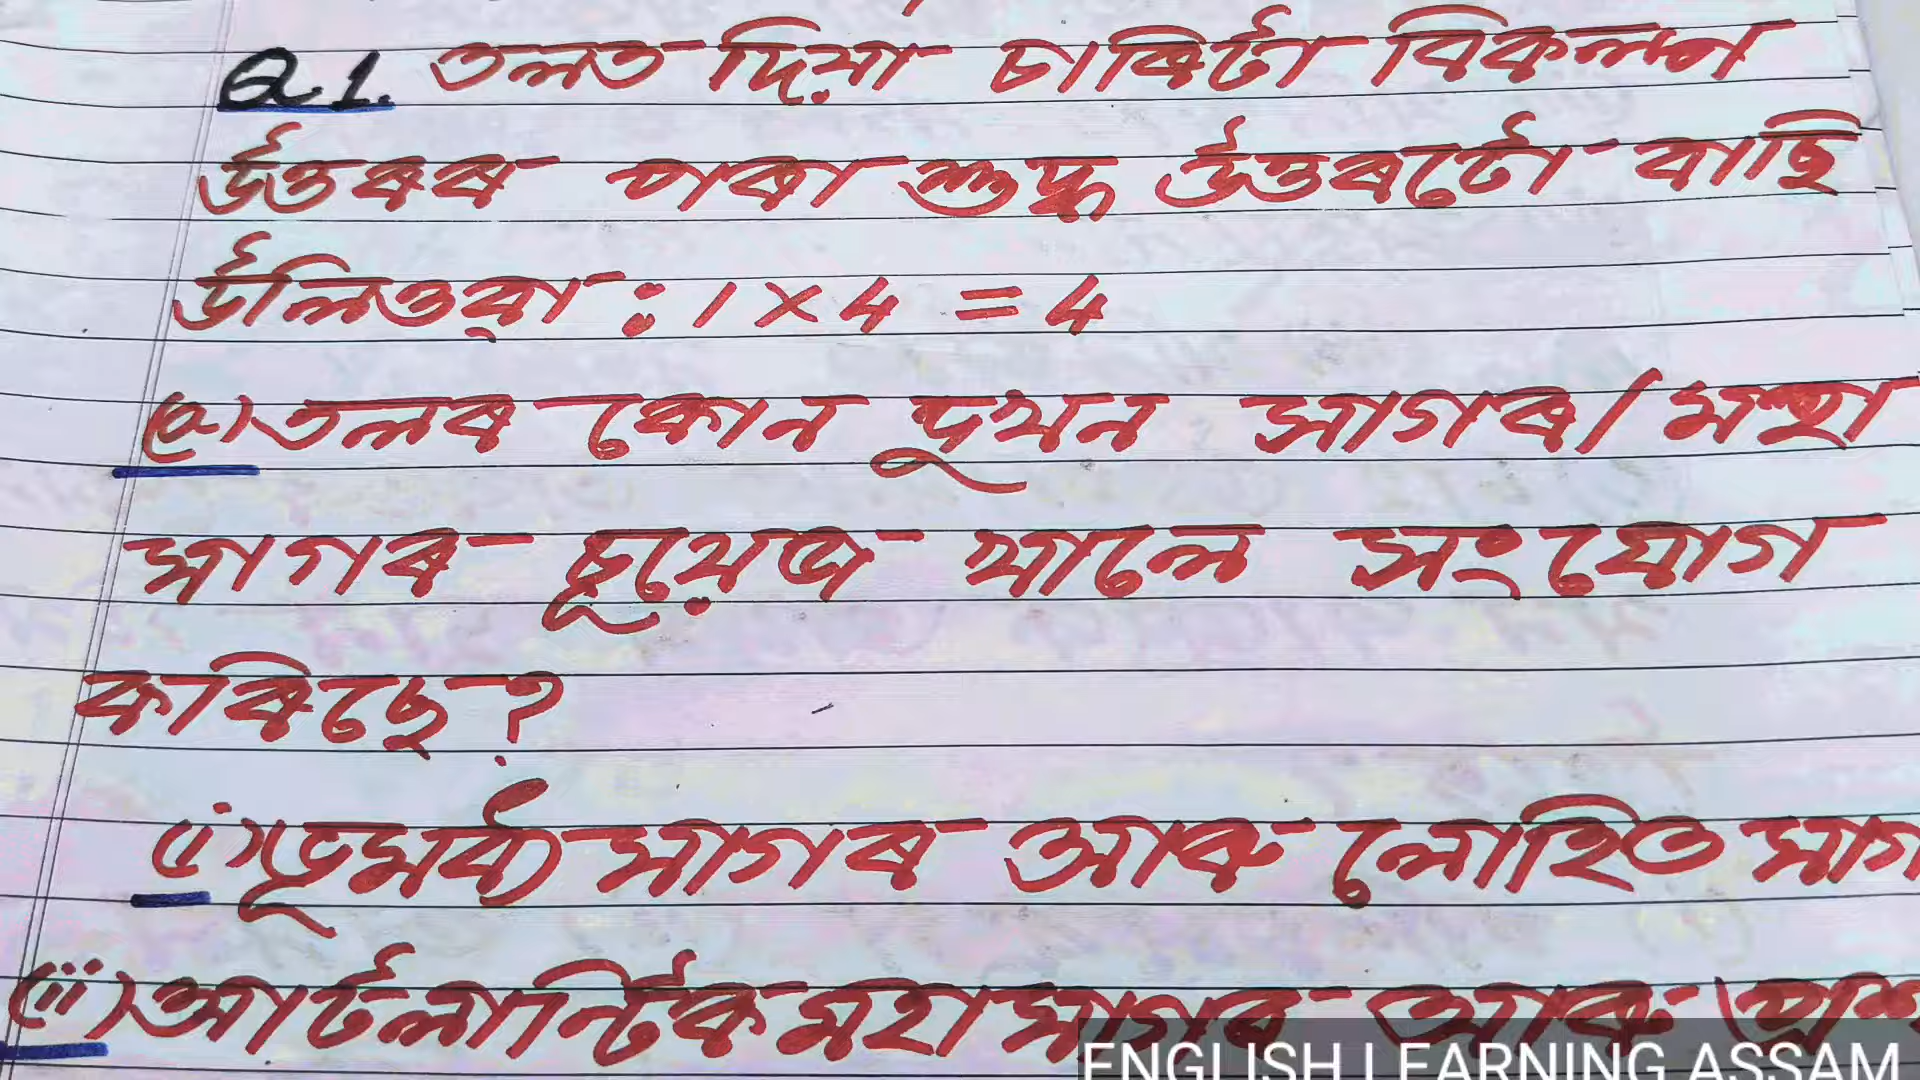 Q 1. তলত দিয়া চাৰিটা বিকল্প
উত্তৰৰ পৰা শুদ্ধ উত্তৰটো বাছি
উলিওৱা : 1 × 4 = 4
(a) তলৰ কোন দুখন সাগৰ/মহা
সাগৰ চুয়েজ খালে সংযোগ
কৰিছে ?
(i) ভূমধ্য সাগৰ আৰু লোহিত সাগ
(ii) আটলান্টিক মহাসাগৰ আৰু
ENGLISH LEARNING ASSAM